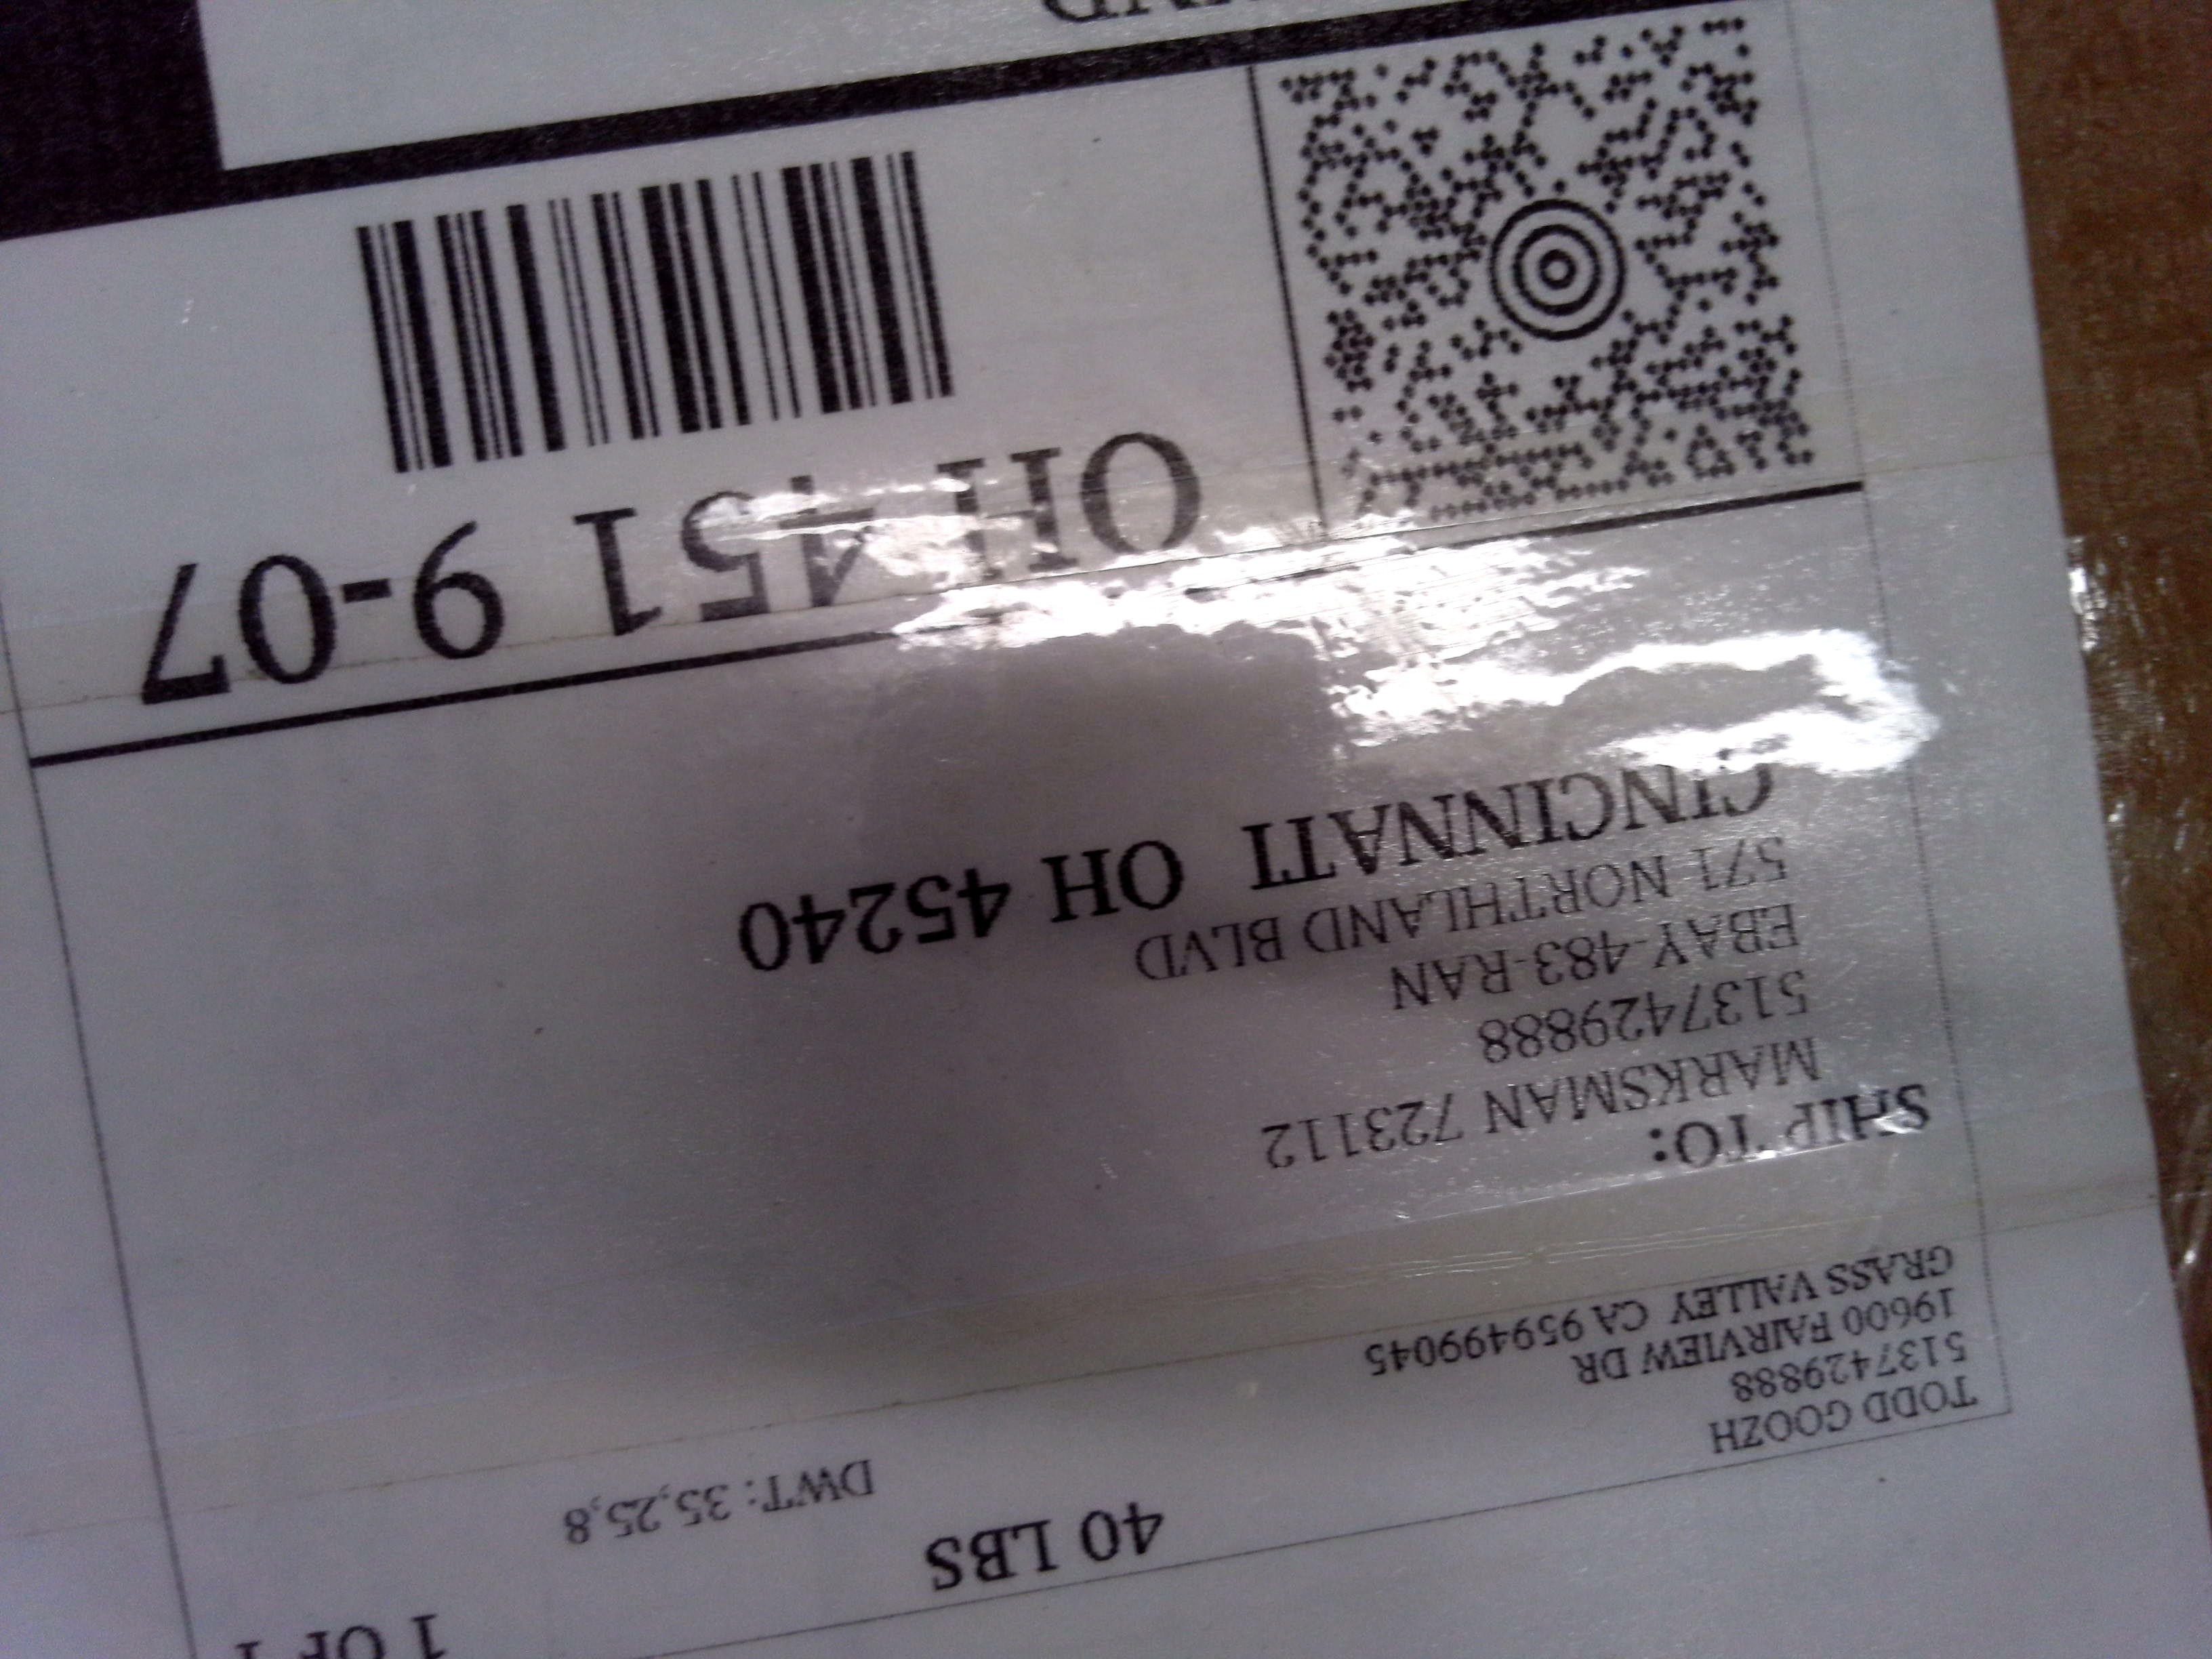 40 LBS
1 OF 1
DWT: 35,25,8
TODD GOOZH
5137429888
19600 FAIRVIEW DR
GRASS VALLEY CA 959499045
SHIP TO:
MARKSMAN 723112
5137429888
EBAY-483-RAN
571 NORTHLAND BLVD
CINCINNATI OH 45240
OH 451 9-07